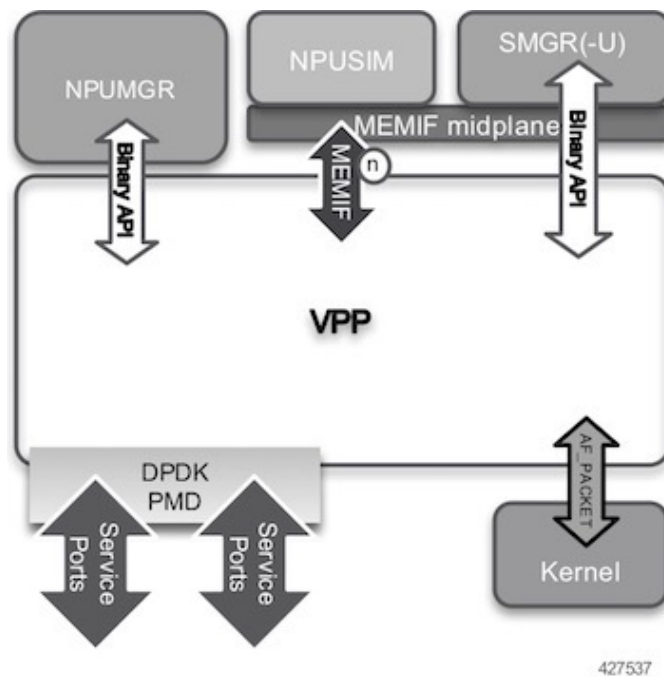 NPUMGR
NPUSIM
SMGR(-U)
MEMIF midplane
Binary API
MEMIF
n
Binary API
VPP
DPDK
PMD
Service
Ports
Service
Ports
AF_PACKET
Kernel
427537